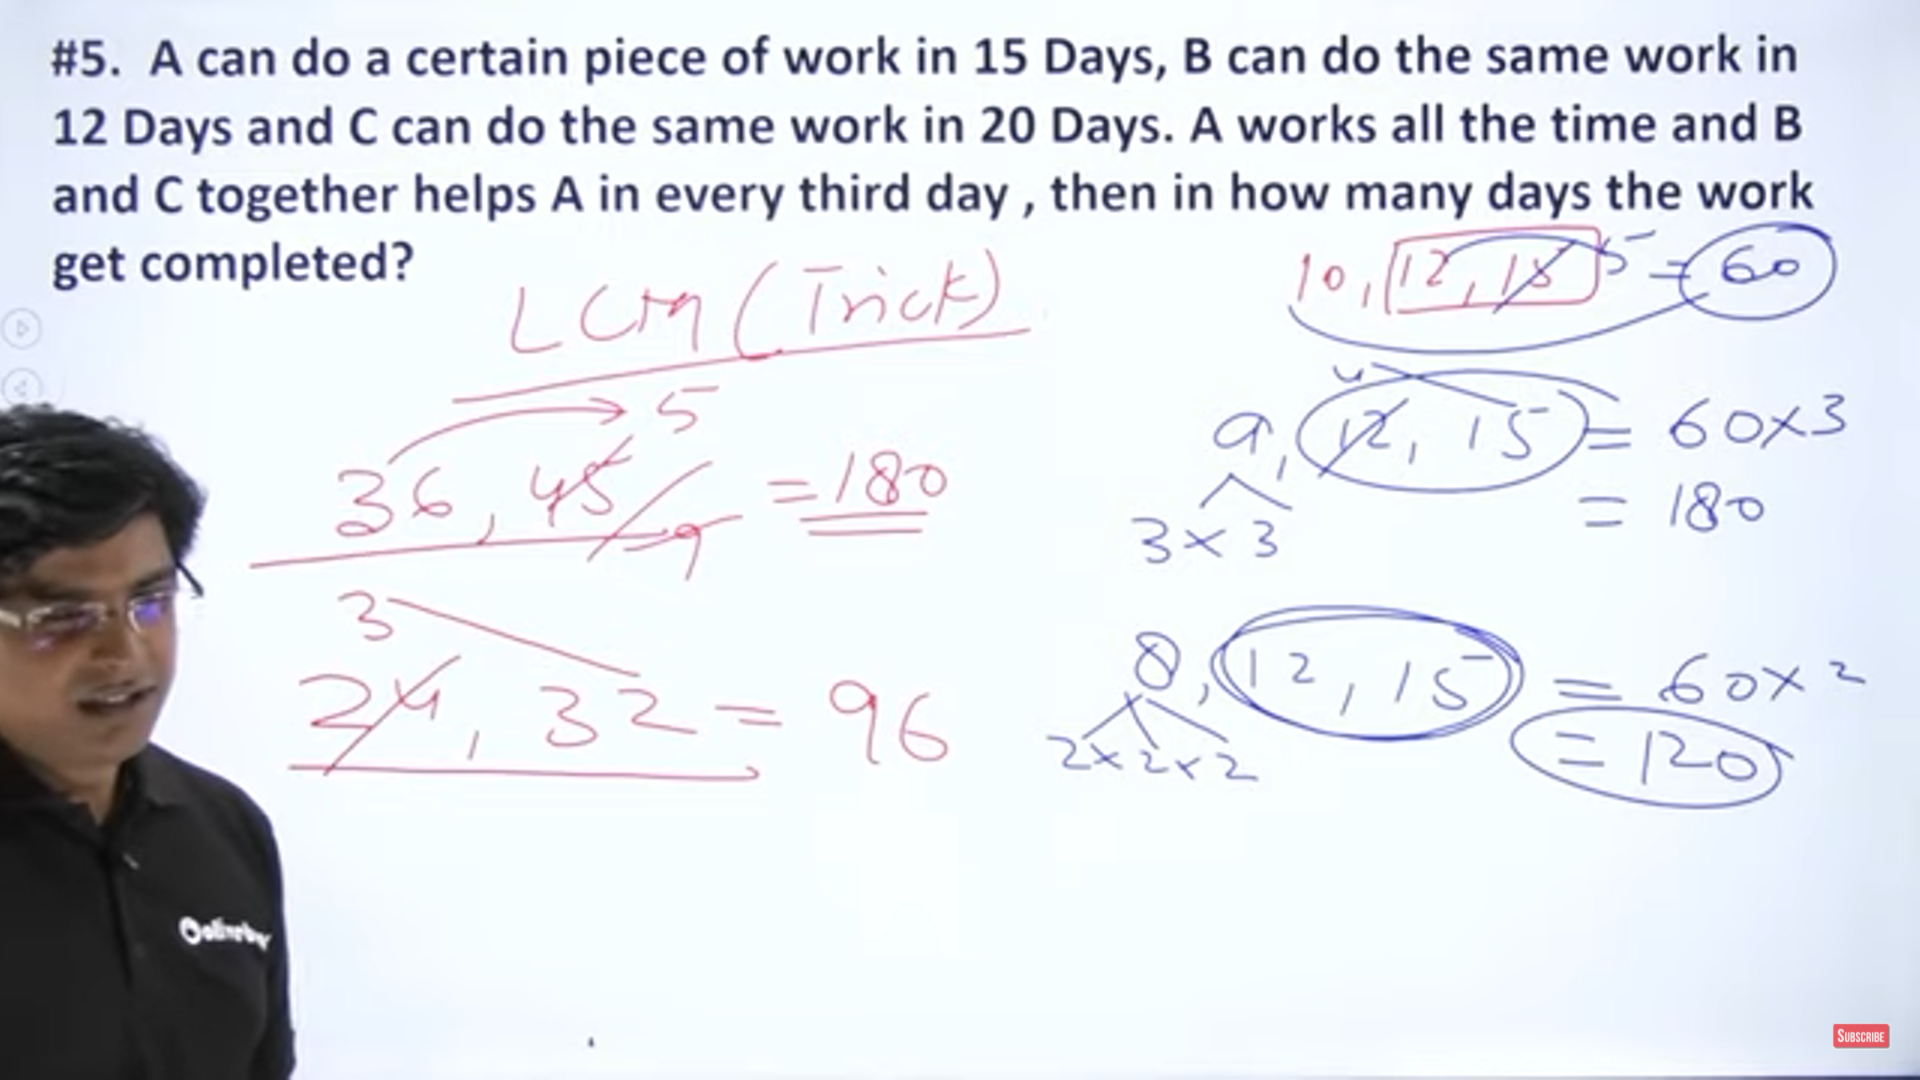 #5. A can do a certain piece of work in 15 Days, B can do the same work in
12 Days and C can do the same work in 20 Days. A works all the time and B
and C together helps A in every third day , then in how many days the work
get completed?
LCM (Trick)
10, 12, 15 5 = 60
5
36, 45 = 180
9
4
9, 12, 15 = 60×3
3×3 = 180
3
24, 32 = 96
8, 12, 15 = 60×2
2×2×2 = 120
SUBSCRIBE